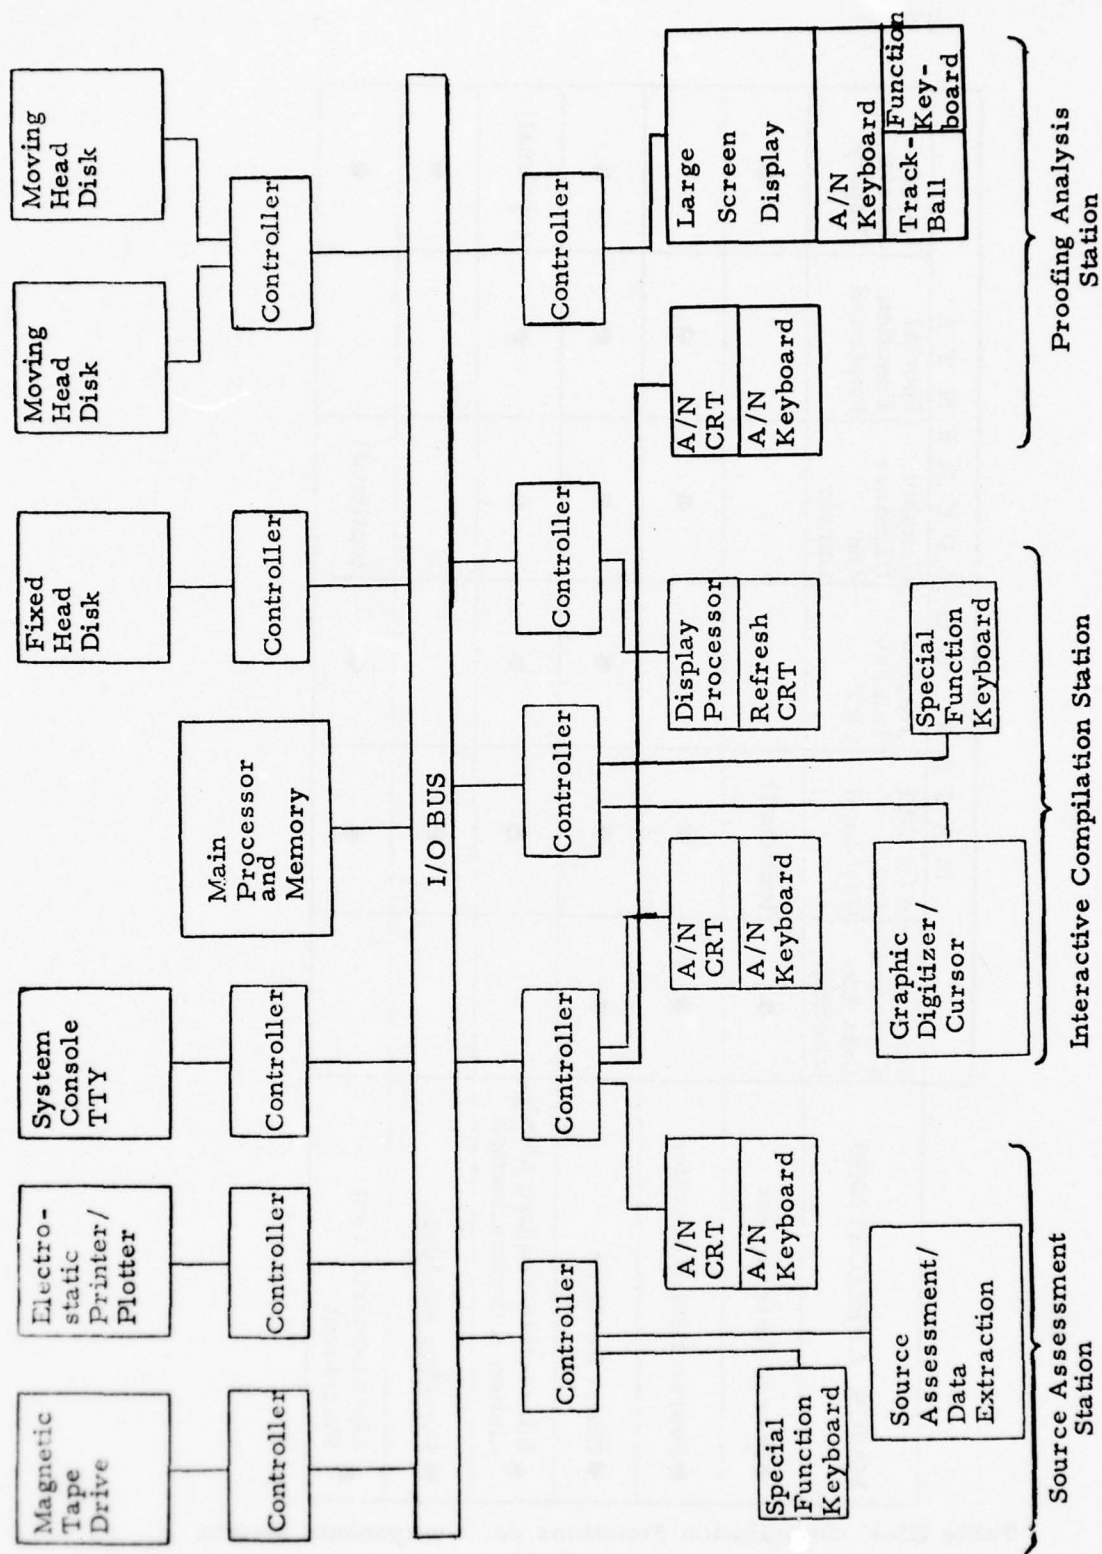 Magnetic
Tape
Drive
Electro-
static
Printer/
Plotter
System
Console
TTY
Fixed
Head
Disk
Moving
Head
Disk
Moving
Head
Disk
Main
Processor
and
Memory
Controller
Controller
Controller
Controller
Controller
I/O BUS
Controller
Controller
Controller
Controller
Controller
Special
Function
Keyboard
A/N
CRT
A/N
Keyboard
A/N
CRT
A/N
Keyboard
Display
Processor
Refresh
CRT
A/N
CRT
A/N
Keyboard
Large
Screen
Display
A/N
Keyboard
Track-
Ball
Function
Key-
board
Source
Assessment/
Data
Extraction
Graphic
Digitizer/
Cursor
Special
Function
Keyboard
Source Assessment
Station
Interactive Compilation Station
Proofing Analysis
Station